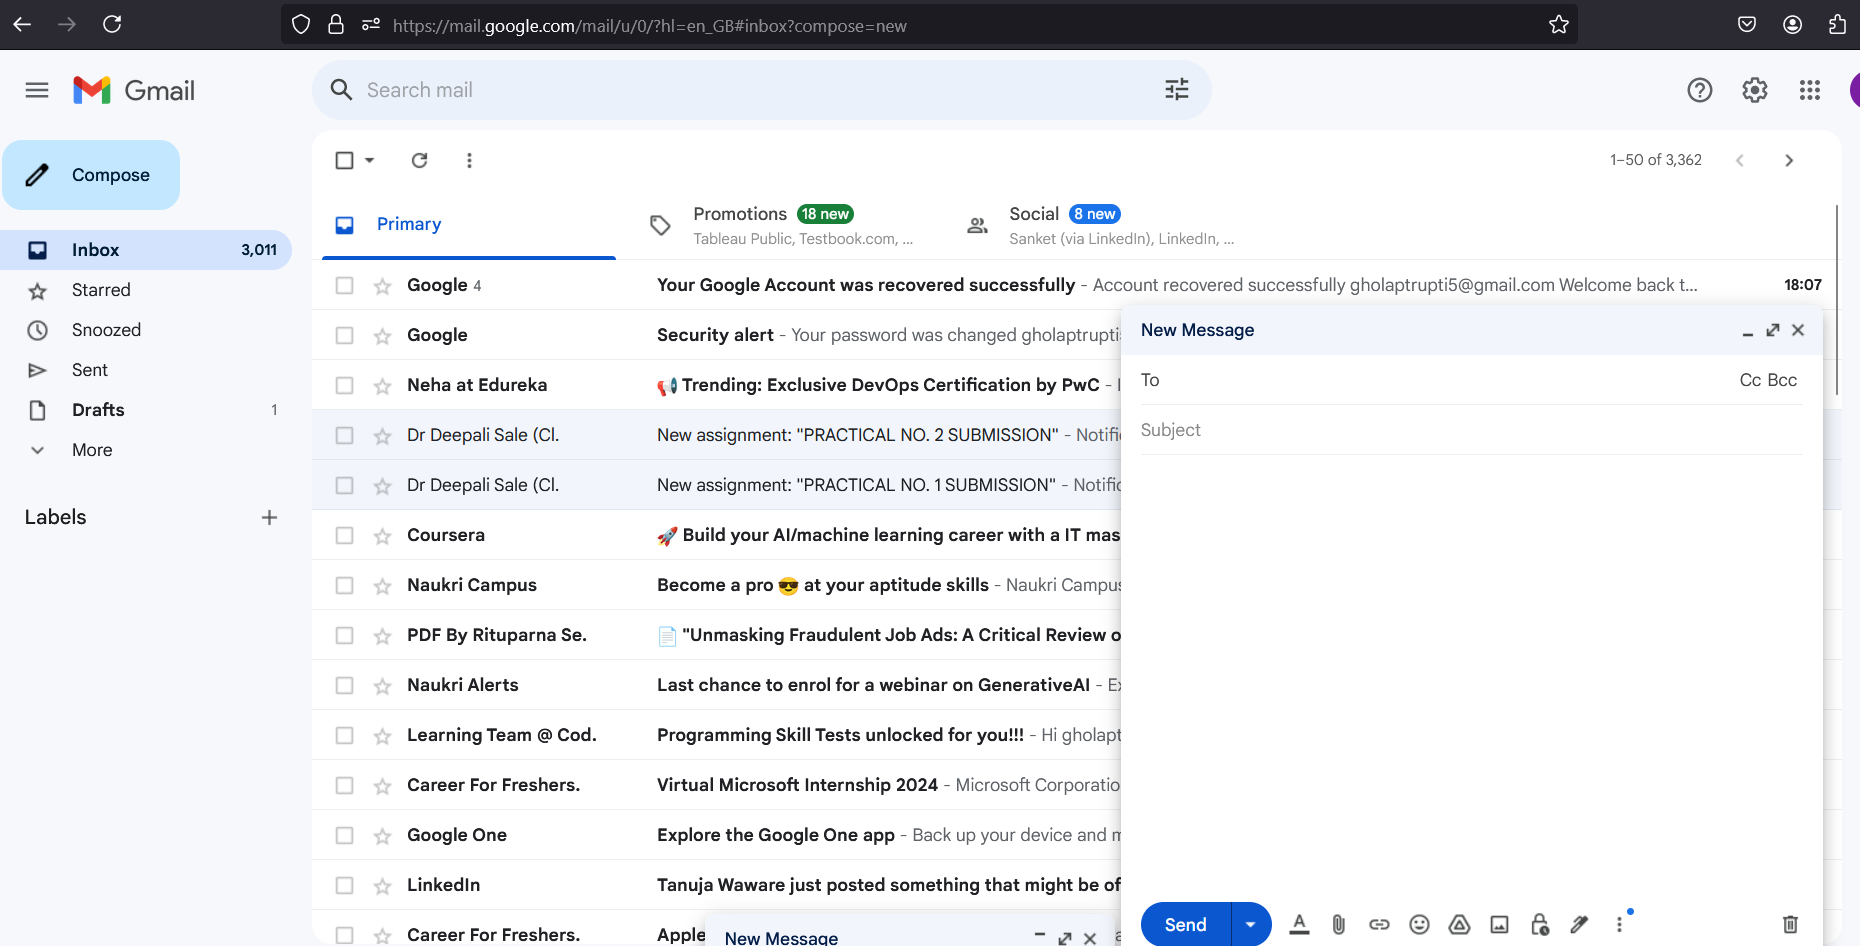 https://mail.google.com/mail/u/0/?hl=en_GB#inbox?compose=new
Gmail
Search mail
Compose
1–50 of 3,362
Primary
Promotions 18 new
Tableau Public, Testbook.com, ...
Social 8 new
Sanket (via LinkedIn), LinkedIn, ...
Inbox 3,011
Starred
Snoozed
Sent
Drafts 1
More
Labels
Google 4 Your Google Account was recovered successfully - Account recovered successfully gholaptrupti5@gmail.com Welcome back t... 18:07
Google Security alert - Your password was changed gholaptrupti
Neha at Edureka 📢 Trending: Exclusive DevOps Certification by PwC -
Dr Deepali Sale (Cl. New assignment: "PRACTICAL NO. 2 SUBMISSION" - Notific
Dr Deepali Sale (Cl. New assignment: "PRACTICAL NO. 1 SUBMISSION" - Notific
Coursera 🚀 Build your AI/machine learning career with a IT mas
Naukri Campus Become a pro 😎 at your aptitude skills - Naukri Campus
PDF By Rituparna Se. 📄 "Unmasking Fraudulent Job Ads: A Critical Review o
Naukri Alerts Last chance to enrol for a webinar on GenerativeAI - Ex
Learning Team @ Cod. Programming Skill Tests unlocked for you!!! - Hi gholapt
Career For Freshers. Virtual Microsoft Internship 2024 - Microsoft Corporatio
Google One Explore the Google One app - Back up your device and m
LinkedIn Tanuja Waware just posted something that might be of
Career For Freshers. Apple
New Message
New Message
To Cc Bcc
Subject
Send